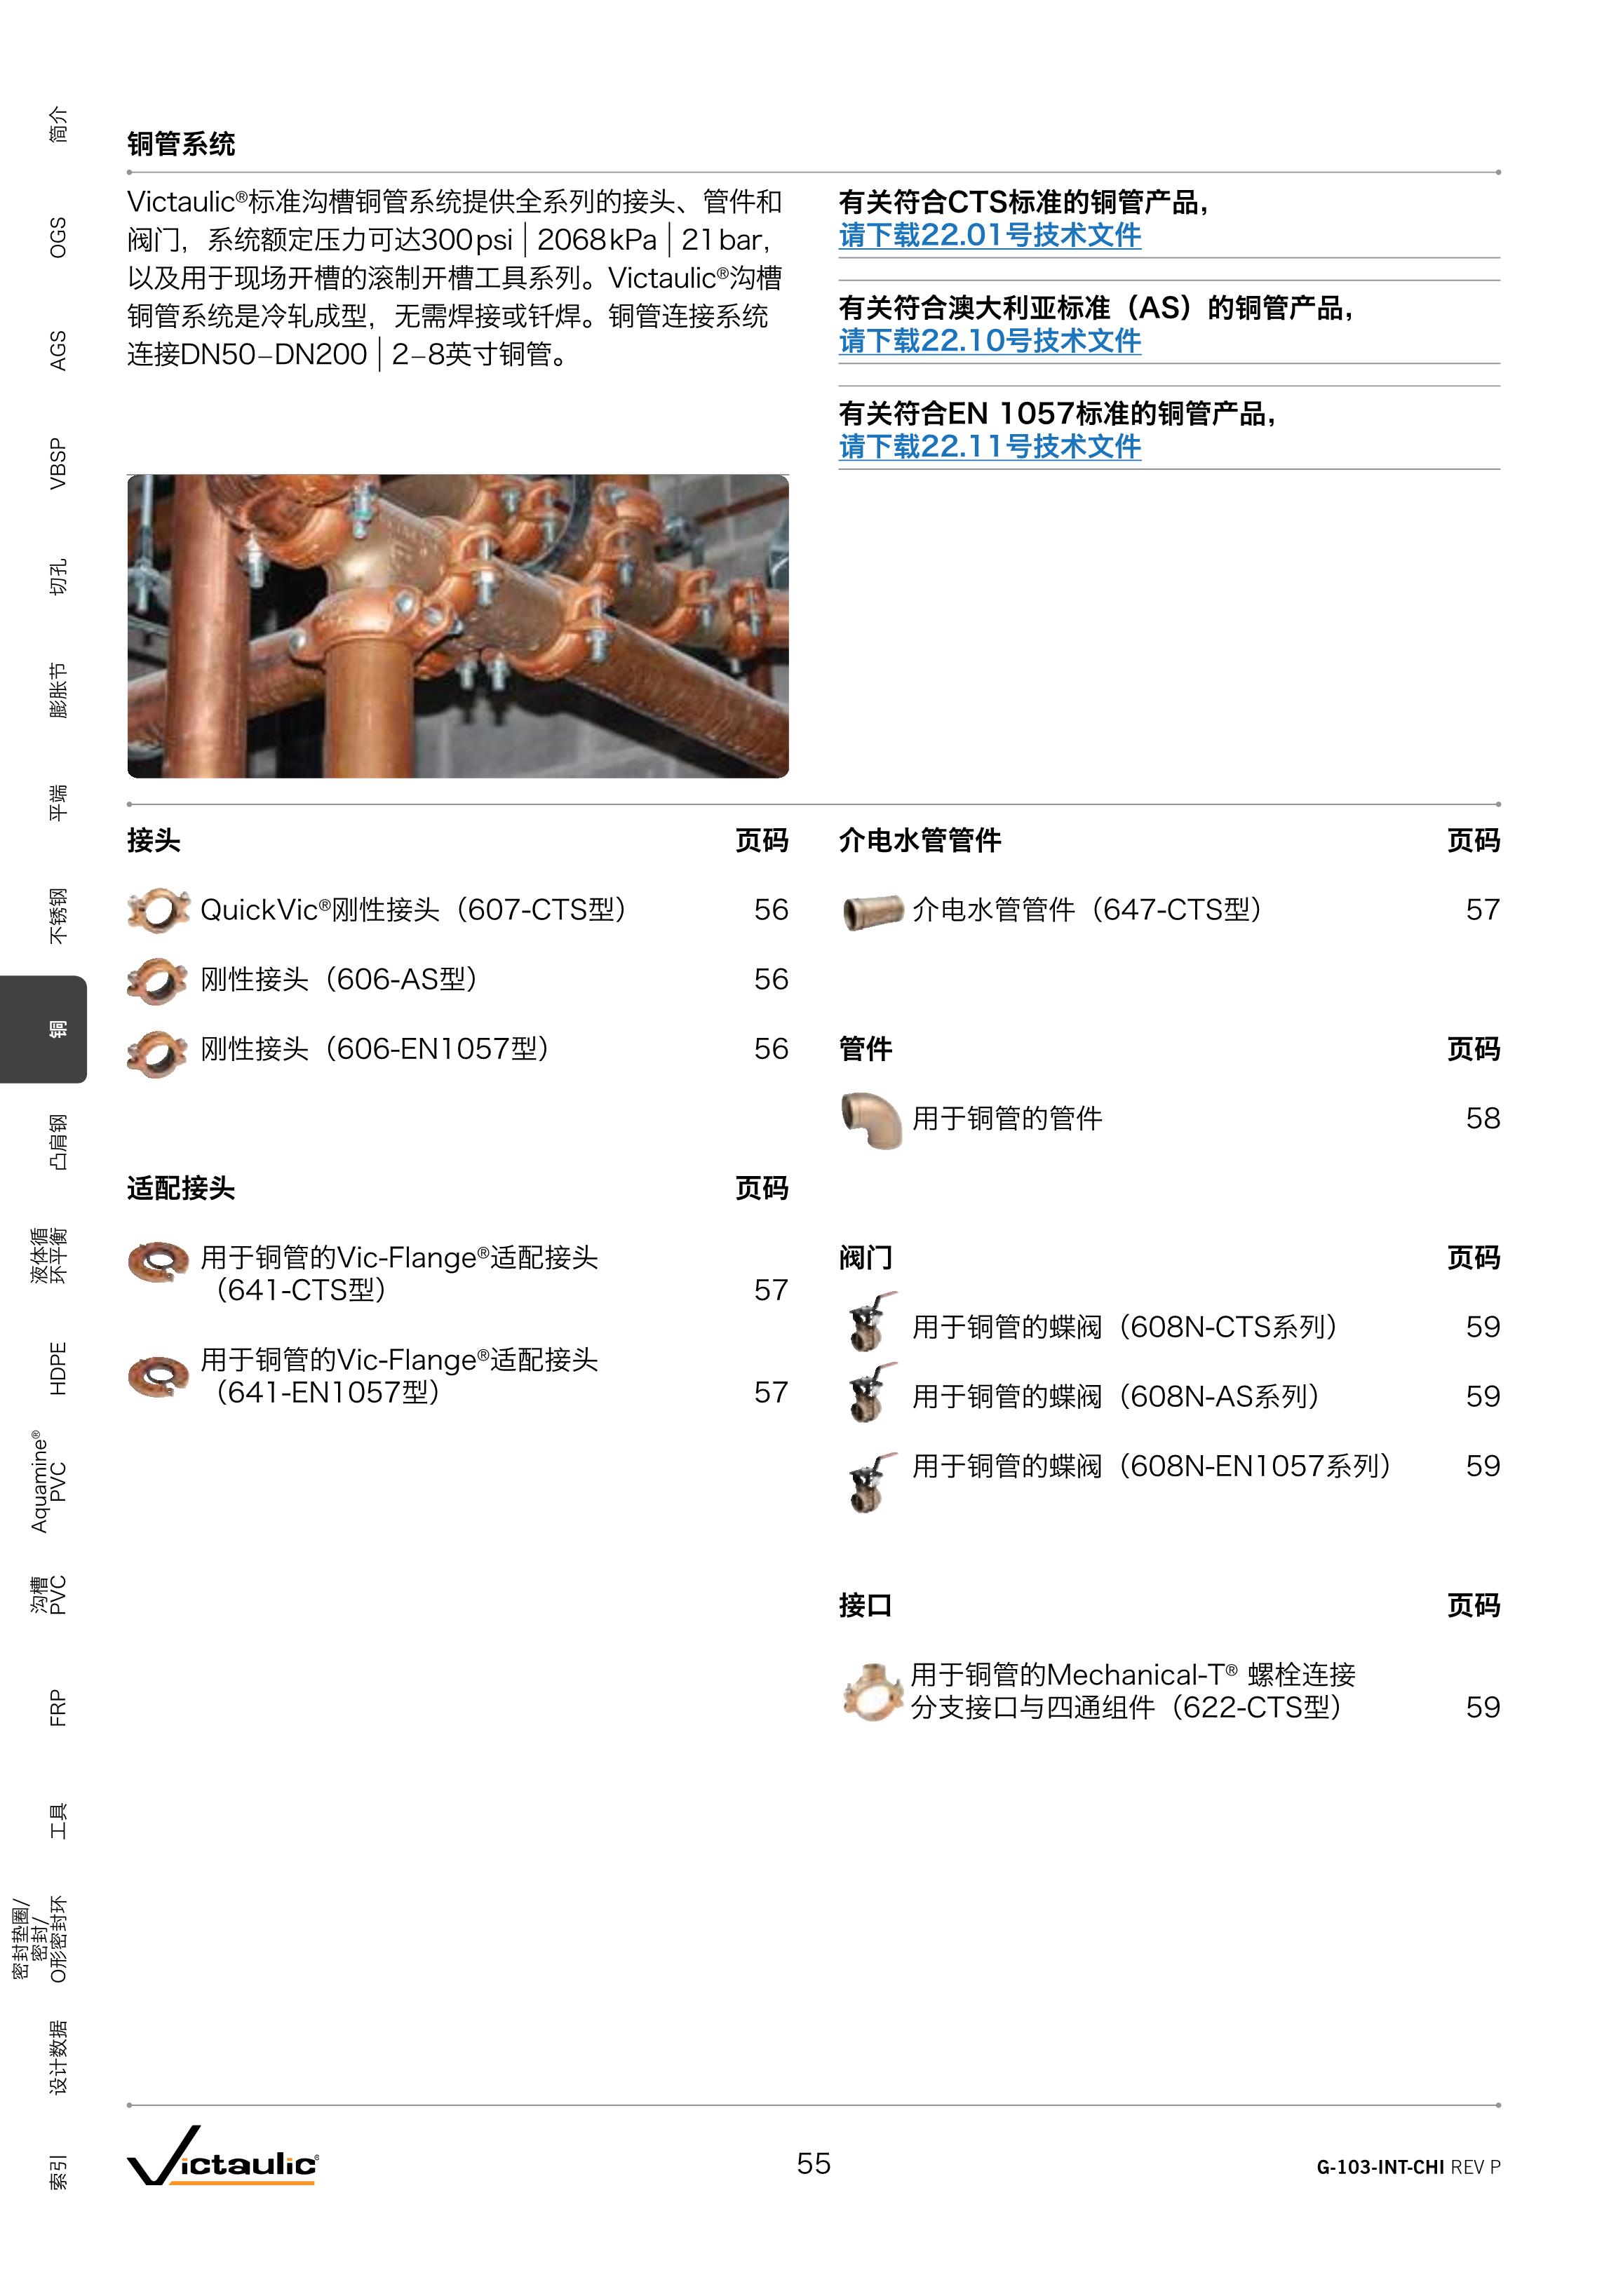 铜管系统
Victaulic®标准沟槽铜管系统提供全系列的接头、管件和
阀门，系统额定压力可达300psi | 2068kPa | 21bar，
以及用于现场开槽的滚制开槽工具系列。Victaulic®沟槽
铜管系统是冷轧成型，无需焊接或钎焊。铜管连接系统
连接DN50–DN200 | 2–8英寸铜管。
有关符合CTS标准的铜管产品，
请下载22.01号技术文件
有关符合澳大利亚标准（AS）的铜管产品，
请下载22.10号技术文件
有关符合EN 1057标准的铜管产品，
请下载22.11号技术文件
接头 页码
QuickVic®刚性接头（607-CTS型） 56
刚性接头（606-AS型） 56
刚性接头（606-EN1057型） 56
适配接头 页码
用于铜管的Vic-Flange®适配接头
（641-CTS型） 57
用于铜管的Vic-Flange®适配接头
（641-EN1057型） 57
介电水管管件 页码
介电水管管件（647-CTS型） 57
管件 页码
用于铜管的管件 58
阀门 页码
用于铜管的蝶阀（608N-CTS系列） 59
用于铜管的蝶阀（608N-AS系列） 59
用于铜管的蝶阀（608N-EN1057系列） 59
接口 页码
用于铜管的Mechanical-T® 螺栓连接
分支接口与四通组件（622-CTS型） 59
简介
OGS
AGS
VBSP
切孔
膨胀节
平端
不锈钢
铜
凸肩钢
液体循
环平衡
HDPE
Aquamine®
PVC
沟槽
PVC
FRP
工具
密封垫圈/
密封/
O形密封环
设计数据
索引
Victaulic®
55
G-103-INT-CHI REV P